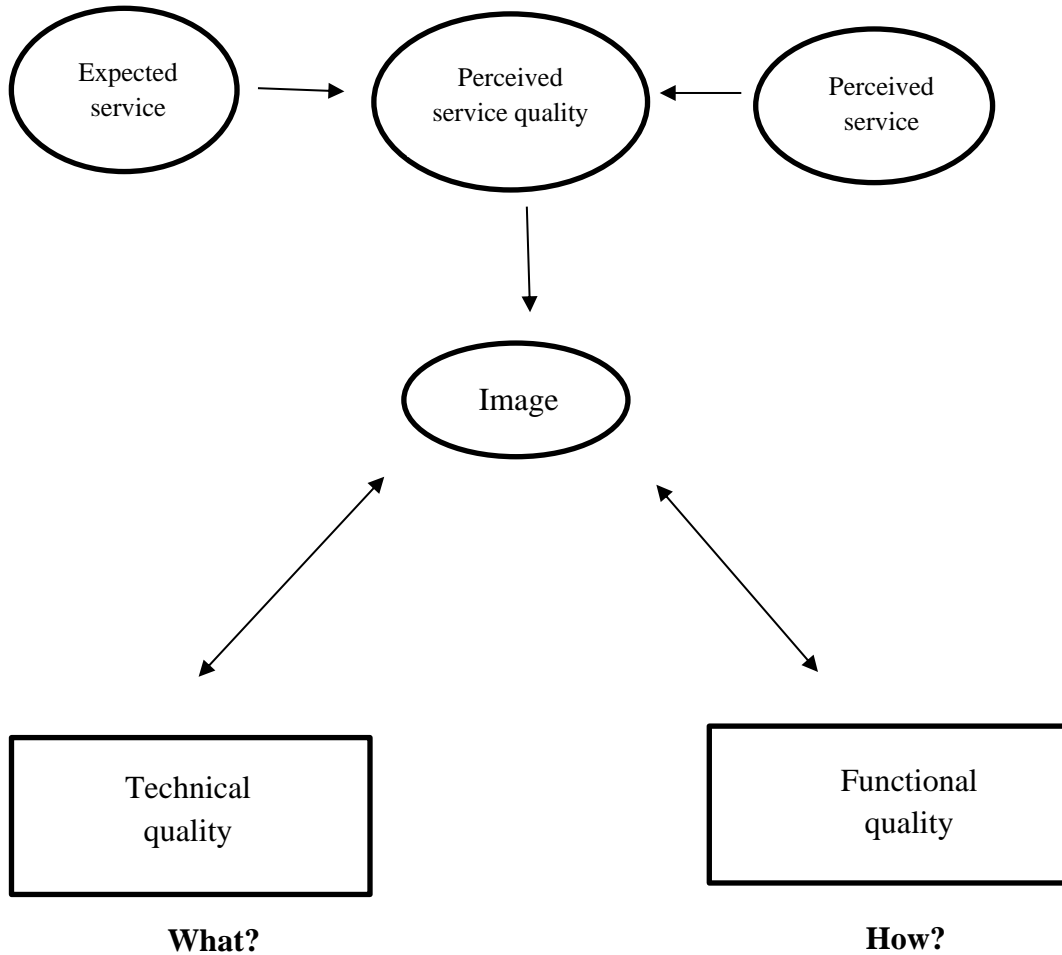 Expected
service
Perceived
service quality
Perceived
service
Image
Technical
quality
Functional
quality
What?
How?